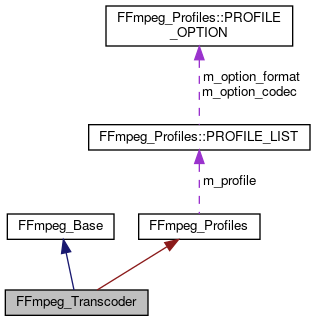 FFmpeg_Profiles::PROFILE
_OPTION
m_option_format
m_option_codec
FFmpeg_Profiles::PROFILE_LIST
m_profile
FFmpeg_Base
FFmpeg_Profiles
FFmpeg_Transcoder